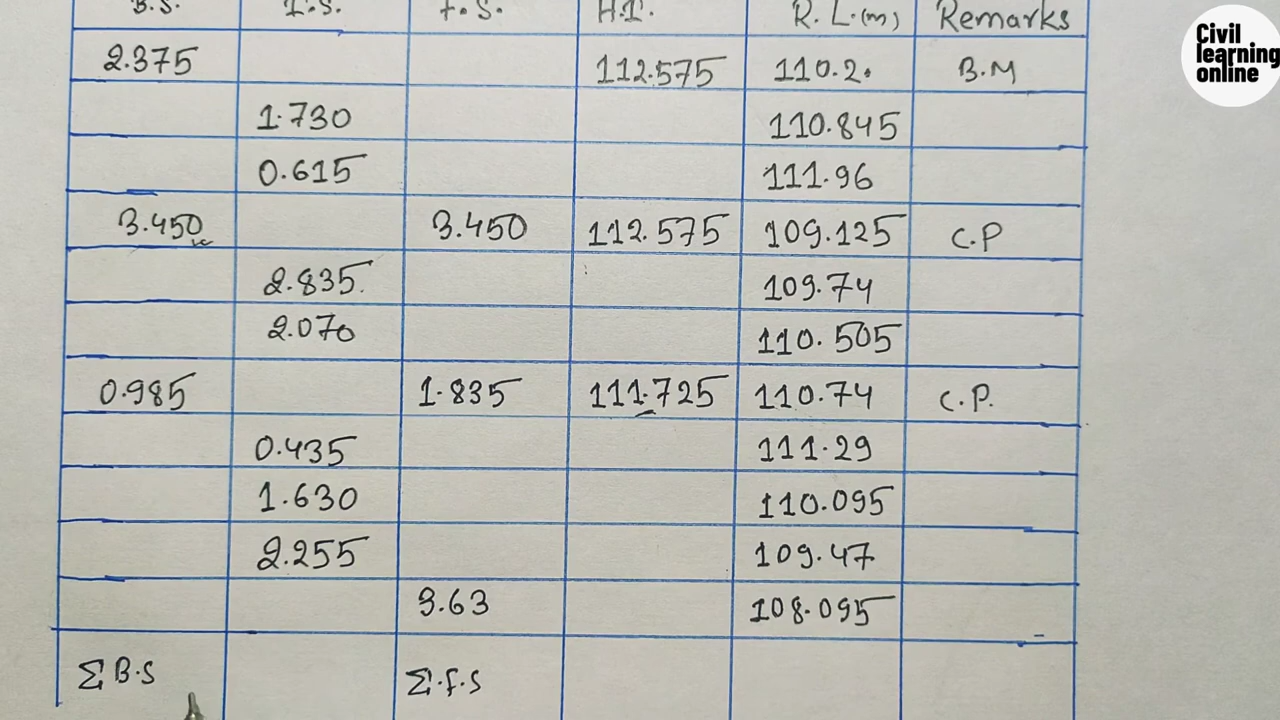 B.S. I.S. F.S. H.I. R.L.(m) Remarks
2.375 112.575 110.2. B.M
1.730 110.845
0.615 111.96
3.450 3.450 112.575 109.125 C.P
2.835. 109.74
2.070 110.505
0.985 1.835 111.725 110.74 C.P.
0.435 111.29
1.630 110.095
2.255 109.47
3.63 108.095
Σ B.S Σ.f.S
Civil
learning
online